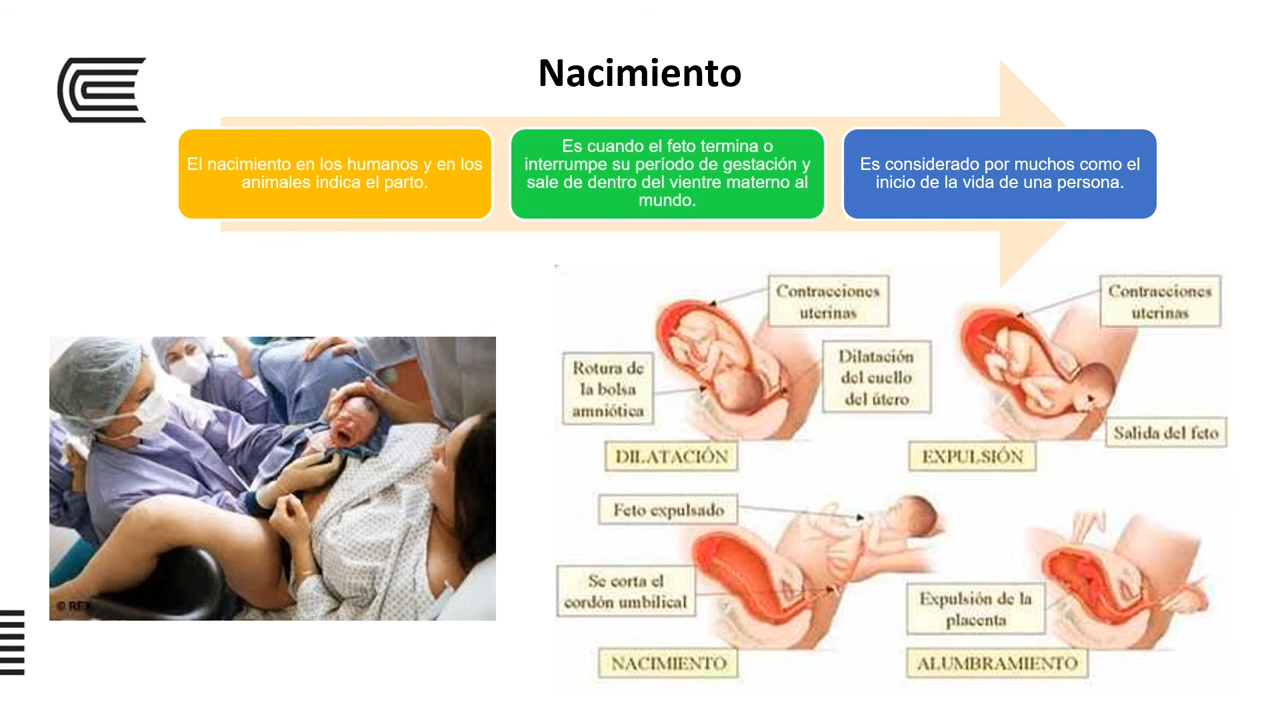 Nacimiento
El nacimiento en los humanos y en los
animales indica el parto.
Es cuando el feto termina o
interrumpe su período de gestación y
sale de dentro del vientre materno al
mundo.
Es considerado por muchos como el
inicio de la vida de una persona.
Contracciones
uterinas
Rotura de
la bolsa
amniótica
Dilatación
del cuello
del útero
DILATACIÓN
Contracciones
uterinas
Salida del feto
EXPULSIÓN
Feto expulsado
Se corta el
cordón umbilical
NACIMIENTO
Expulsión de la
placenta
ALUMBRAMIENTO
© REX